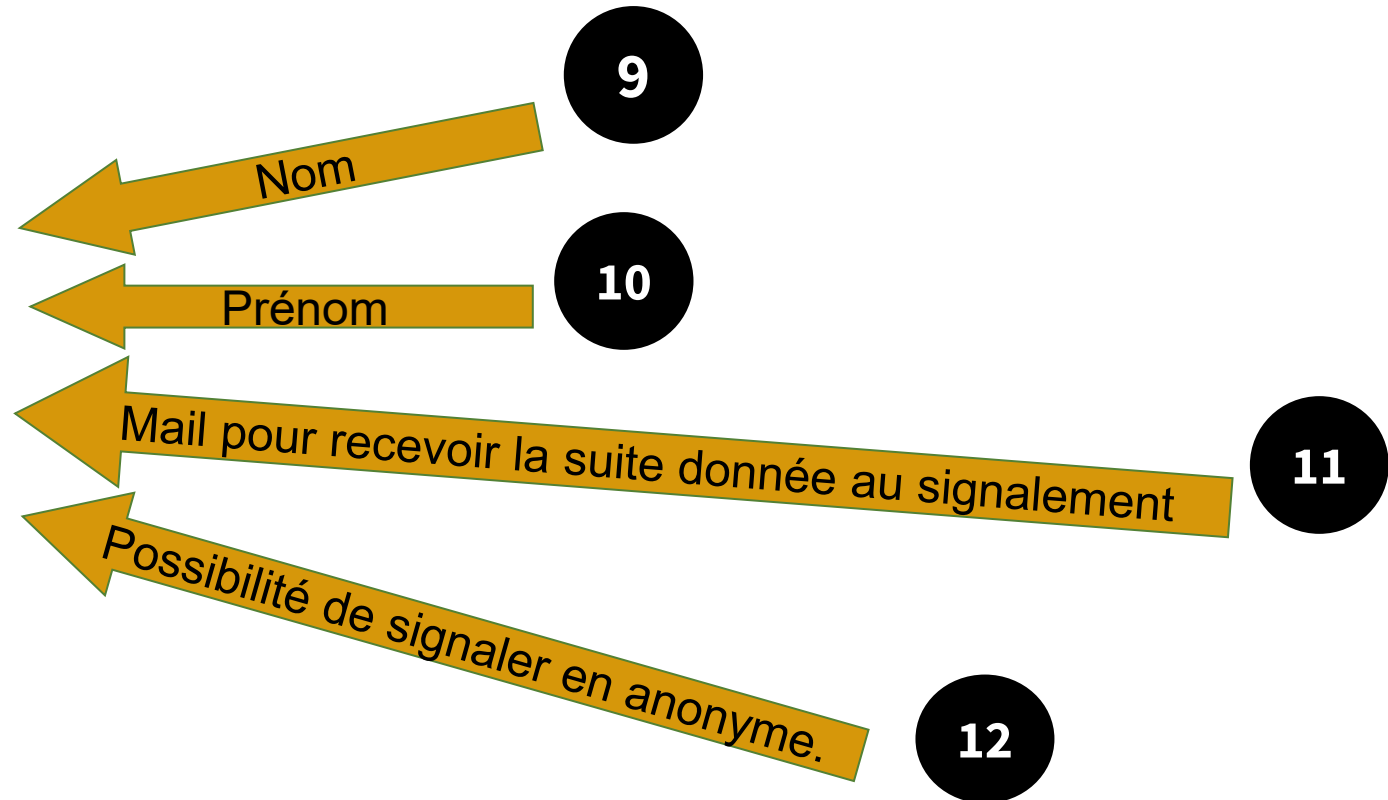 9
Nom
10
Prénom
11
Mail pour recevoir la suite donnée au signalement
Possibilité de signaler en anonyme.
12